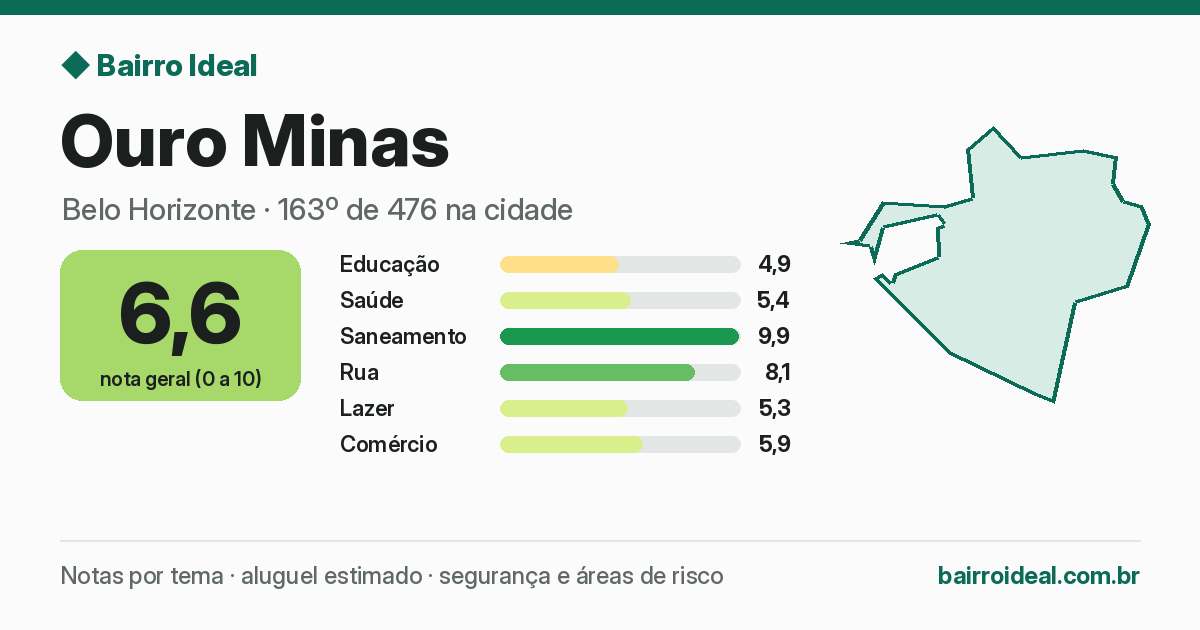 Bairro Ideal
Ouro Minas
Belo Horizonte · 163º de 476 na cidade
6,6
nota geral (0 a 10)
Educação 4,9
Saúde 5,4
Saneamento 9,9
Rua 8,1
Lazer 5,3
Comércio 5,9
Notas por tema · aluguel estimado · segurança e áreas de risco
bairroideal.com.br